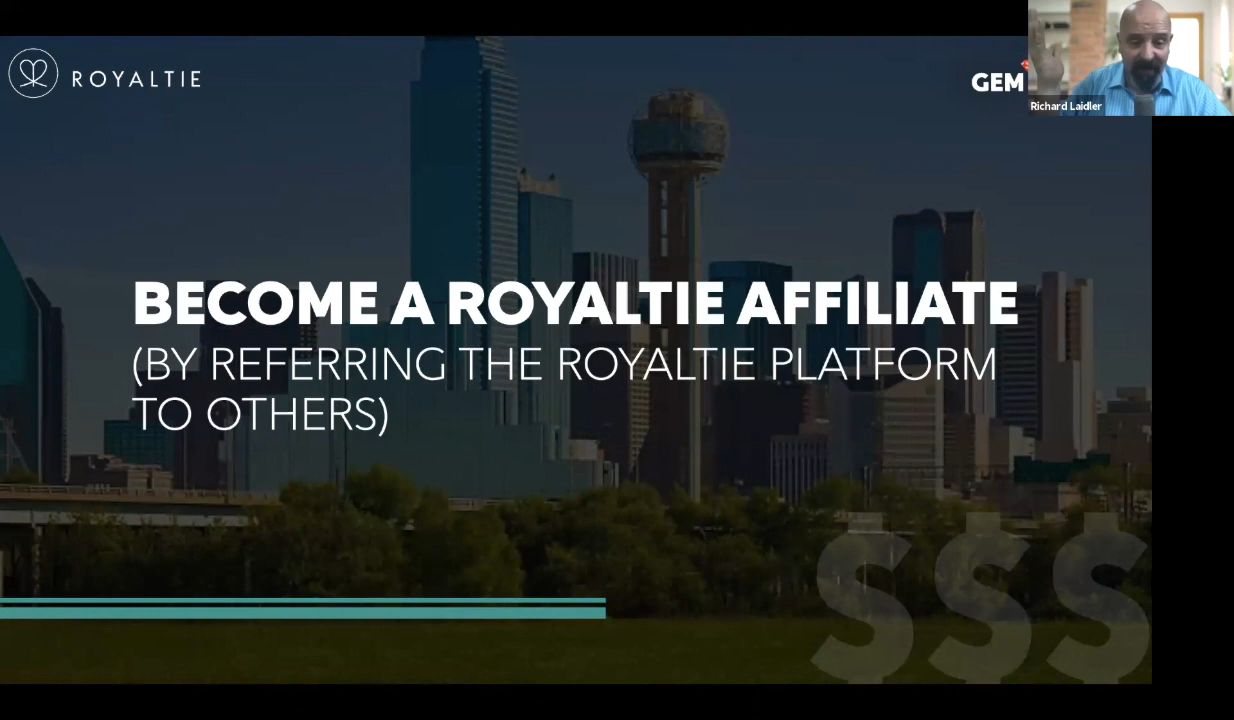 ROYALTIE
GEM
Richard Laidler
BECOME A ROYALTIE AFFILIATE
(BY REFERRING THE ROYALTIE PLATFORM
TO OTHERS)
$$$